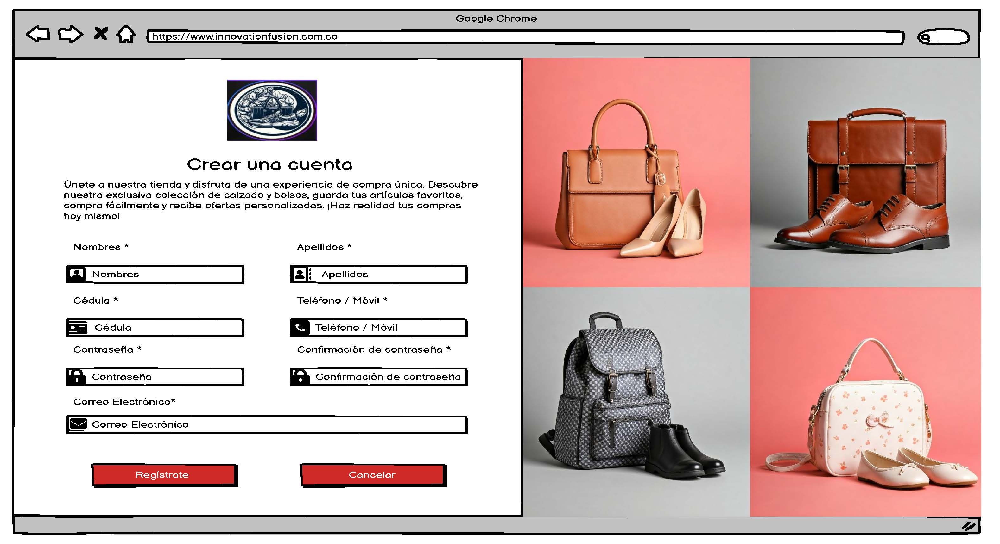 Google Chrome
https://www.innovationfusion.com.co
Crear una cuenta
Únete a nuestra tienda y disfruta de una experiencia de compra única. Descubre
nuestra exclusiva colección de calzado y bolsos, guarda tus artículos favoritos,
compra fácilmente y recibe ofertas personalizadas. ¡Haz realidad tus compras
hoy mismo!
Nombres *
Apellidos *
Nombres
Apellidos
Cédula *
Teléfono / Móvil *
Cédula
Teléfono / Móvil
Contraseña *
Confirmación de contraseña *
Contraseña
Confirmación de contraseña
Correo Electrónico*
Correo Electrónico
Regístrate
Cancelar